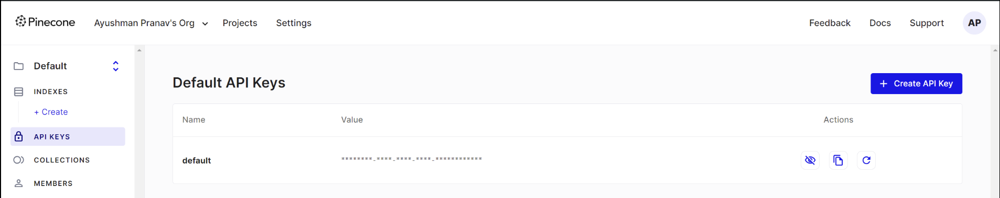 Pinecone Ayushman Pranav's Org Projects Settings Feedback Docs Support AP
Default
INDEXES
+ Create
API KEYS
COLLECTIONS
MEMBERS
Default API Keys
+ Create API Key
Name Value Actions
default ********-****-****-****-************